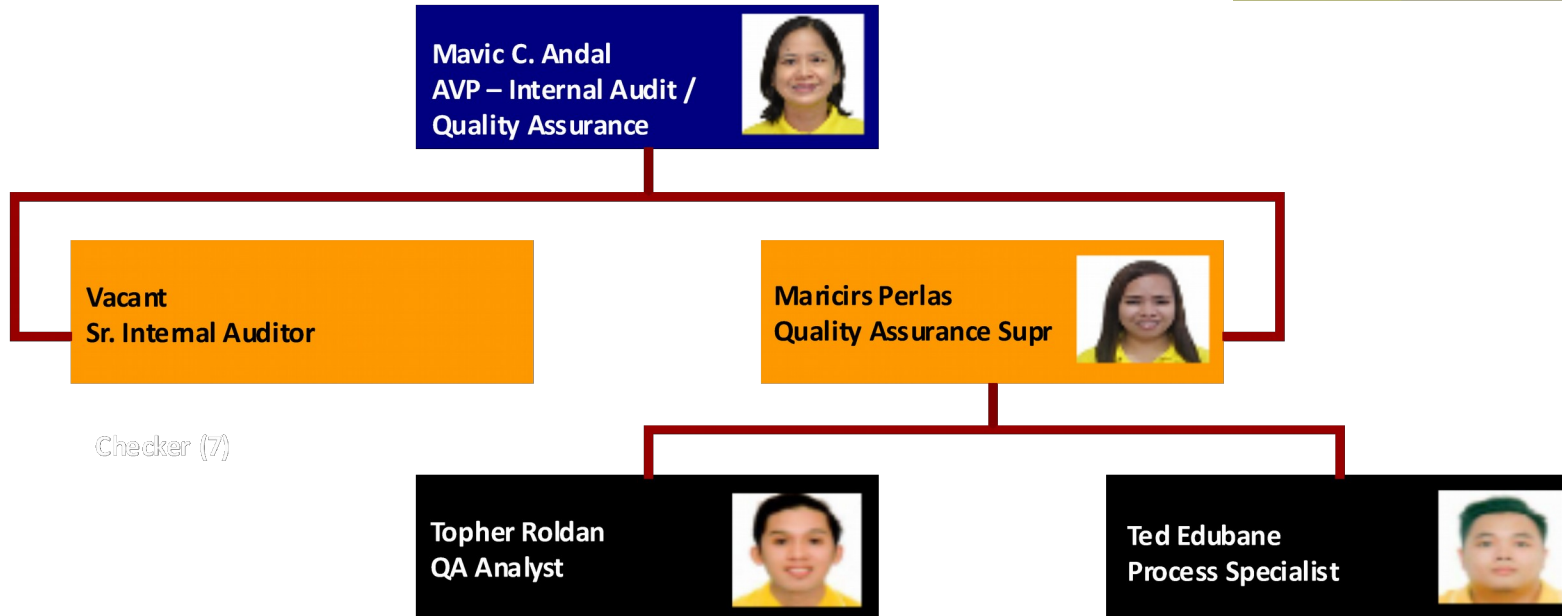 Mavic C. Andal
AVP – Internal Audit /
Quality Assurance
Vacant
Sr. Internal Auditor
Maricirs Perlas
Quality Assurance Supr
Checker (7)
Topher Roldan
QA Analyst
Ted Edubane
Process Specialist